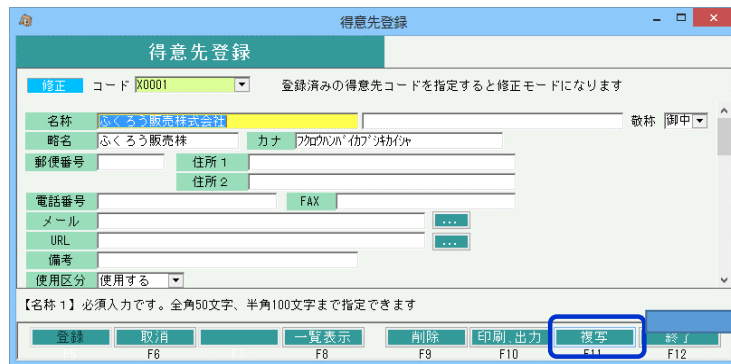 得意先登録
得意先登録
修正 コード X0001 登録済みの得意先コードを指定すると修正モードになります
名称 ふくろう販売株式会社 敬称 御中
略名 ふくろう販売株 カナ フクロウハンバイカブシキカイシャ
郵便番号 住所1
住所2
電話番号 FAX
メール ...
URL ...
備考
使用区分 使用する
【名称1】必須入力です。全角50文字、半角100文字まで指定できます
登録 取消 一覧表示 削除 印刷、出力 複写 終了
F5 F6 F7 F8 F9 F10 F11 F12